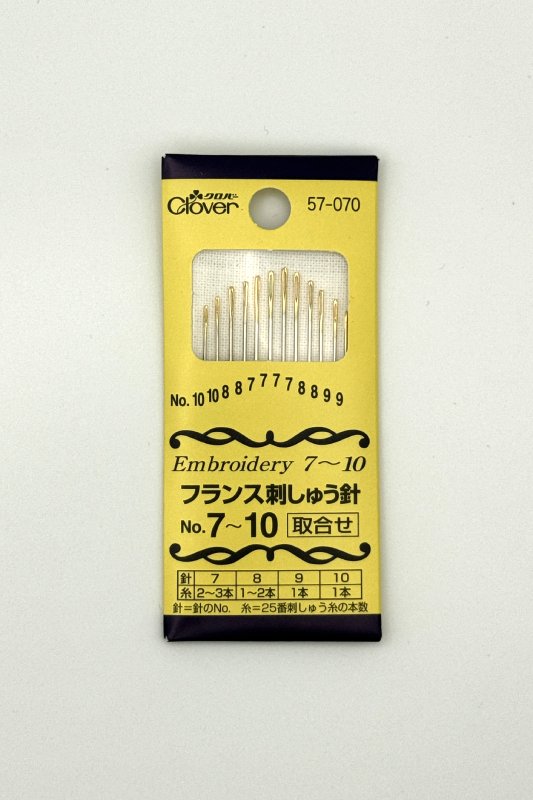 クロバー
Clover 57-070
No. 10 10 8 8 7 7 7 7 8 8 9 9
Embroidery 7～10
フランス刺しゅう針
No. 7～10 取合せ
針 7 8 9 10
糸 2～3本 1～2本 1本 1本
針=針のNo. 糸=25番刺しゅう糸の本数